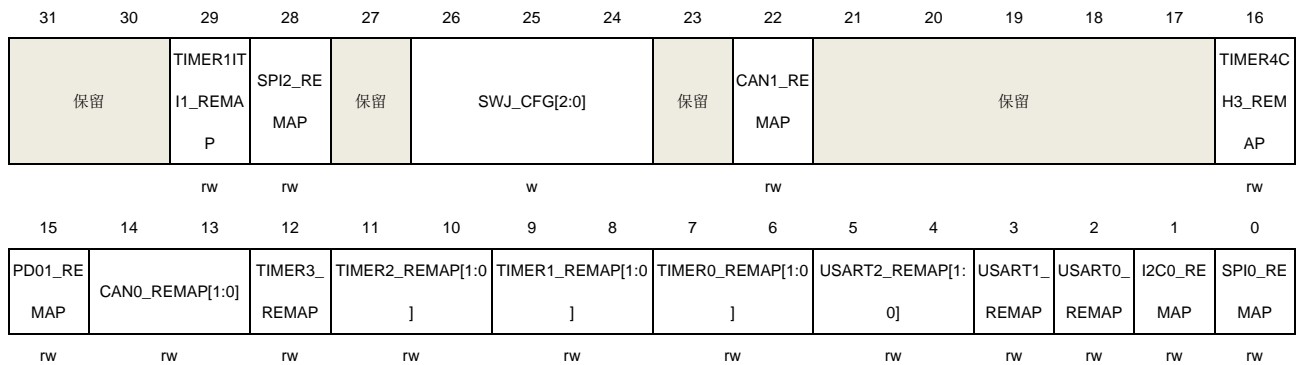 31 30 29 28 27 26 25 24 23 22 21 20 19 18 17 16
保留
TIMER1IT
I1_REMA
P
SPI2_RE
MAP
保留
SWJ_CFG[2:0]
保留
CAN1_RE
MAP
保留
TIMER4C
H3_REM
AP
rw rw w rw rw
15 14 13 12 11 10 9 8 7 6 5 4 3 2 1 0
PD01_RE
MAP
CAN0_REMAP[1:0]
TIMER3_
REMAP
TIMER2_REMAP[1:0
]
TIMER1_REMAP[1:0
]
TIMER0_REMAP[1:0
]
USART2_REMAP[1:
0]
USART1_
REMAP
USART0_
REMAP
I2C0_RE
MAP
SPI0_RE
MAP
rw rw rw rw rw rw rw rw rw rw rw